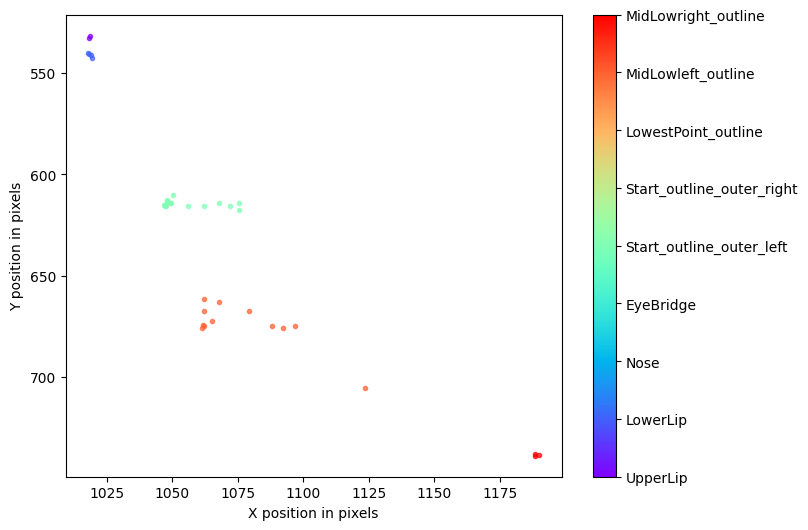 Y position in pixels
550
600
650
700
1025
1050
1075
1100
1125
1150
1175
X position in pixels
MidLowright_outline
MidLowleft_outline
LowestPoint_outline
Start_outline_outer_right
Start_outline_outer_left
EyeBridge
Nose
LowerLip
UpperLip